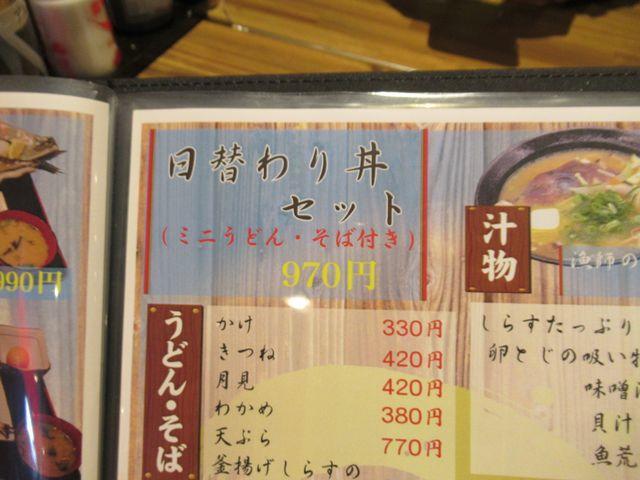 日替わり丼
セット
(ミニうどん・そば付き)
970円
990円
うどん・そば
かけ 330円
きつね 420円
月見 420円
わかめ 380円
天ぷら 770円
釜揚げしらすの
汁物
漁師の
しらすたっぷり
卵とじの吸い物
味噌汁
貝汁
魚荒